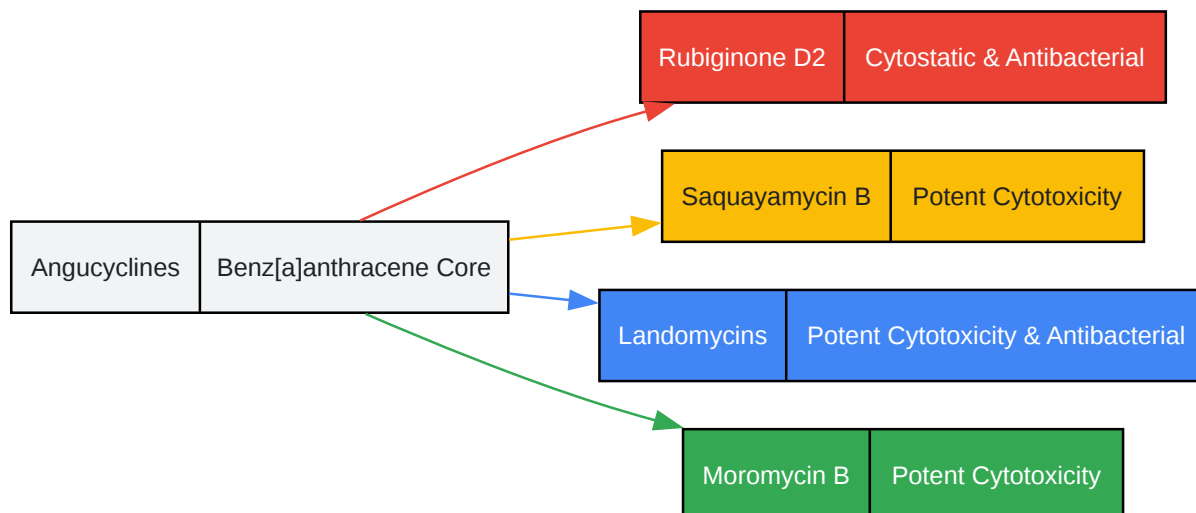 Rubiginone D2
Cytostatic & Antibacterial
Saquayamycin B
Potent Cytotoxicity
Angucyclines
Benz[a]anthracene Core
Landomycins
Potent Cytotoxicity & Antibacterial
Moromycin B
Potent Cytotoxicity